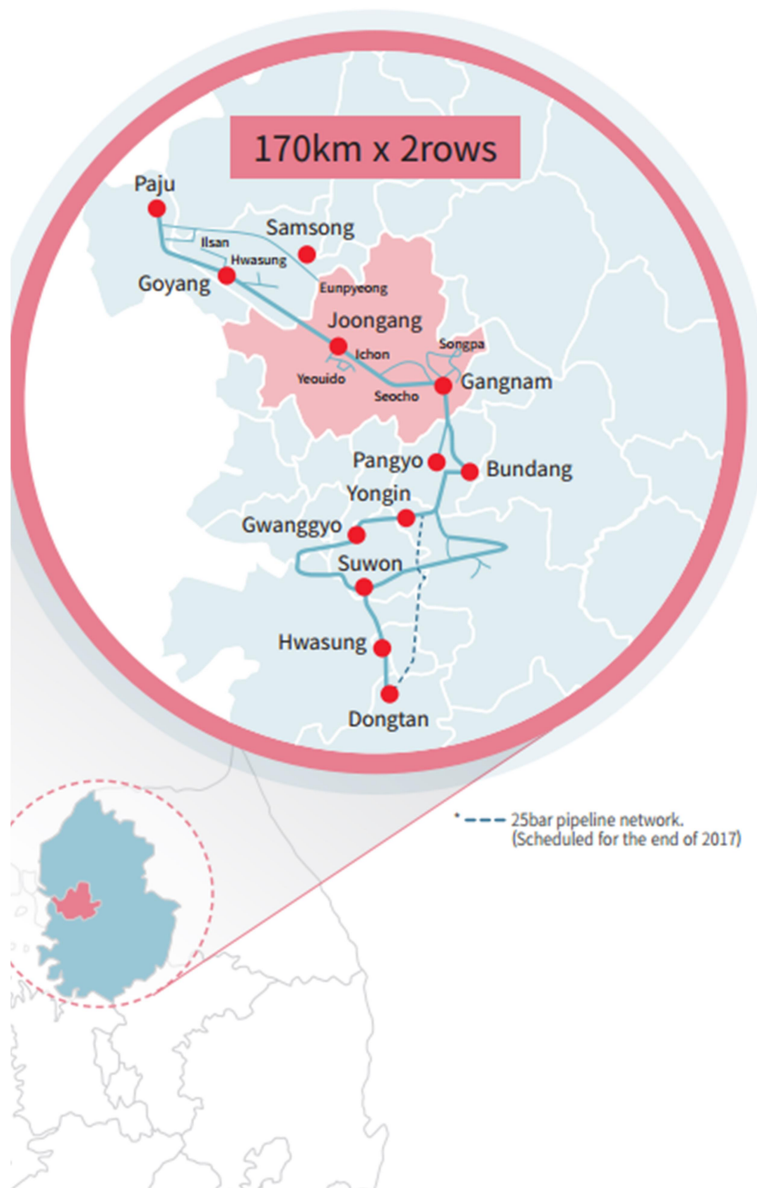 170km x 2rows
Paju
Samsong
Ilsan
Hwasung
Goyang
Eunpyeong
Joongang
Songpa
Ichon
Yeouido
Gangnam
Seocho
Pangyo
Bundang
Yongin
Gwanggyo
Suwon
Hwasung
Dongtan
* 25bar pipeline network.
(Scheduled for the end of 2017)